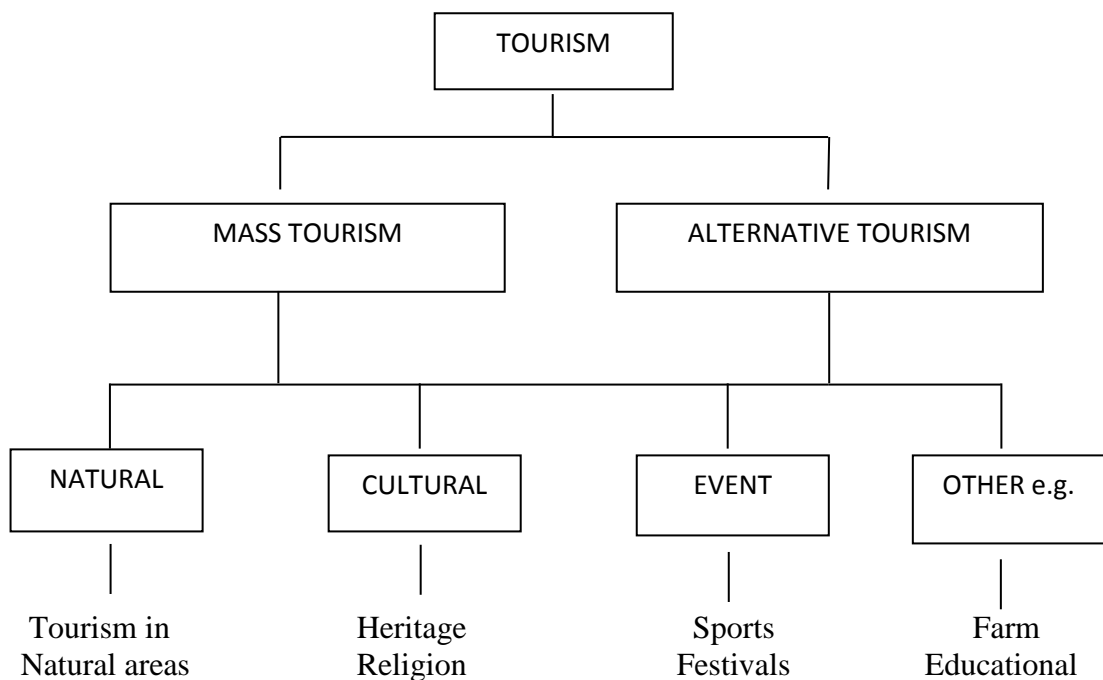 TOURISM
MASS TOURISM
ALTERNATIVE TOURISM
NATURAL
CULTURAL
EVENT
OTHER e.g.
Tourism in
Natural areas
Heritage
Religion
Sports
Festivals
Farm
Educational